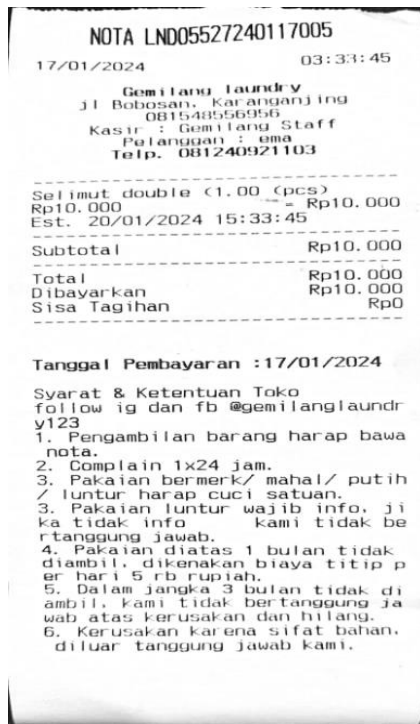 NOTA LND05527240117005
17/01/2024 03:33:45
Gemilang laundry
jl Bobosan. Karanganjing
081548556956
Kasir : Gemilang Staff
Pelanggan : ema
Telp. 081240921103
Selimut double (1.00 (pcs)
Rp10.000 = Rp10.000
Est. 20/01/2024 15:33:45
Subtotal Rp10.000
Total Rp10.000
Dibayarkan Rp10.000
Sisa Tagihan Rp0
Tanggal Pembayaran :17/01/2024
Syarat & Ketentuan Toko
follow ig dan fb @gemilanglaundr
y123
1. Pengambilan barang harap bawa
nota.
2. Complain 1x24 jam.
3. Pakaian bermerk/ mahal/ putih
/ luntur harap cuci satuan.
3. Pakaian luntur wajib info, ji
ka tidak info kami tidak be
rtanggung jawab.
4. Pakaian diatas 1 bulan tidak
diambil, dikenakan biaya titip p
er hari 5 rb rupiah.
5. Dalam jangka 3 bulan tidak di
ambil, kami tidak bertanggung ja
wab atas kerusakan dan hilang.
6. Kerusakan karena sifat bahan,
diluar tanggung jawab kami.